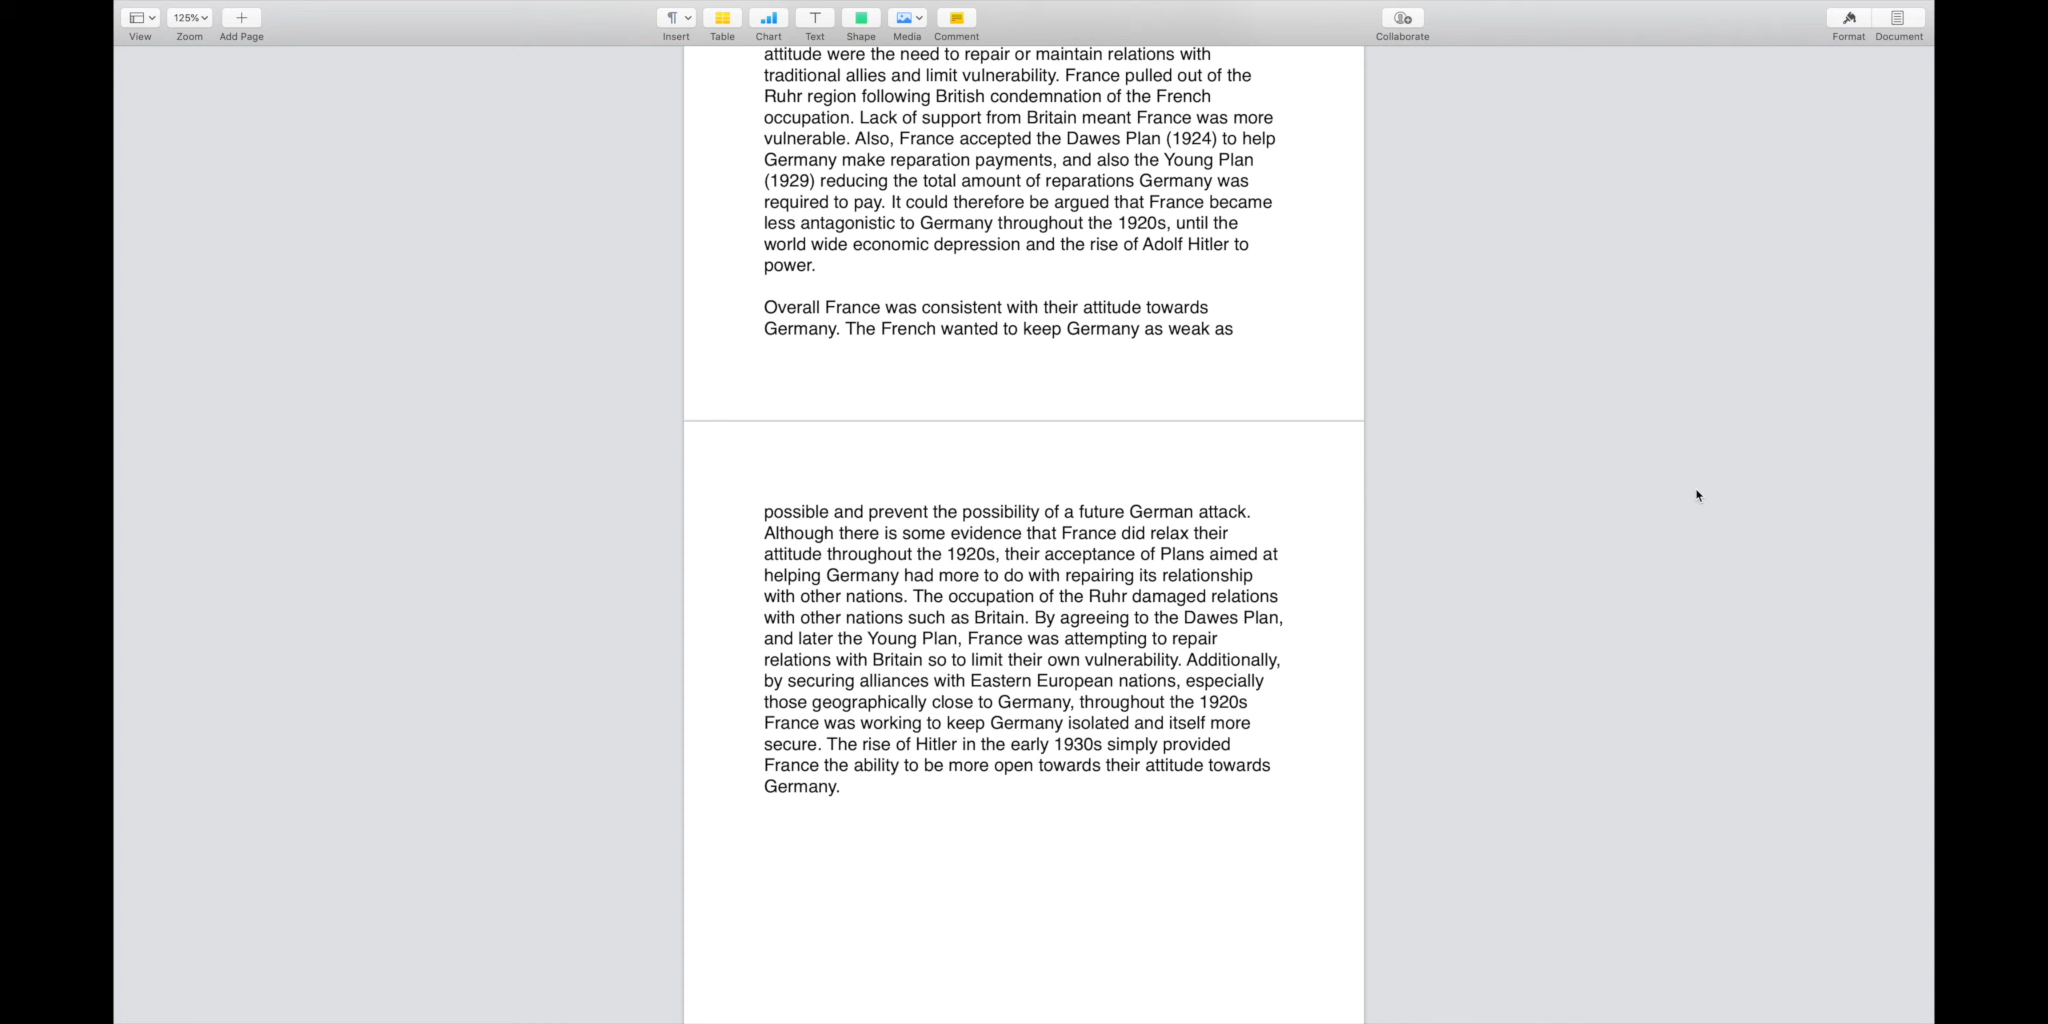 125%
View
Zoom
Add Page
Insert
Table
Chart
Text
Shape
Media
Comment
Collaborate
Format
Document
attitude were the need to repair or maintain relations with
traditional allies and limit vulnerability. France pulled out of the
Ruhr region following British condemnation of the French
occupation. Lack of support from Britain meant France was more
vulnerable. Also, France accepted the Dawes Plan (1924) to help
Germany make reparation payments, and also the Young Plan
(1929) reducing the total amount of reparations Germany was
required to pay. It could therefore be argued that France became
less antagonistic to Germany throughout the 1920s, until the
world wide economic depression and the rise of Adolf Hitler to
power.
Overall France was consistent with their attitude towards
Germany. The French wanted to keep Germany as weak as
possible and prevent the possibility of a future German attack.
Although there is some evidence that France did relax their
attitude throughout the 1920s, their acceptance of Plans aimed at
helping Germany had more to do with repairing its relationship
with other nations. The occupation of the Ruhr damaged relations
with other nations such as Britain. By agreeing to the Dawes Plan,
and later the Young Plan, France was attempting to repair
relations with Britain so to limit their own vulnerability. Additionally,
by securing alliances with Eastern European nations, especially
those geographically close to Germany, throughout the 1920s
France was working to keep Germany isolated and itself more
secure. The rise of Hitler in the early 1930s simply provided
France the ability to be more open towards their attitude towards
Germany.